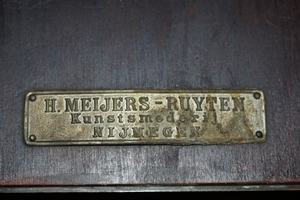 H. MEIJERS-RUYTEN
Kunstsmederij
NIJMEGEN